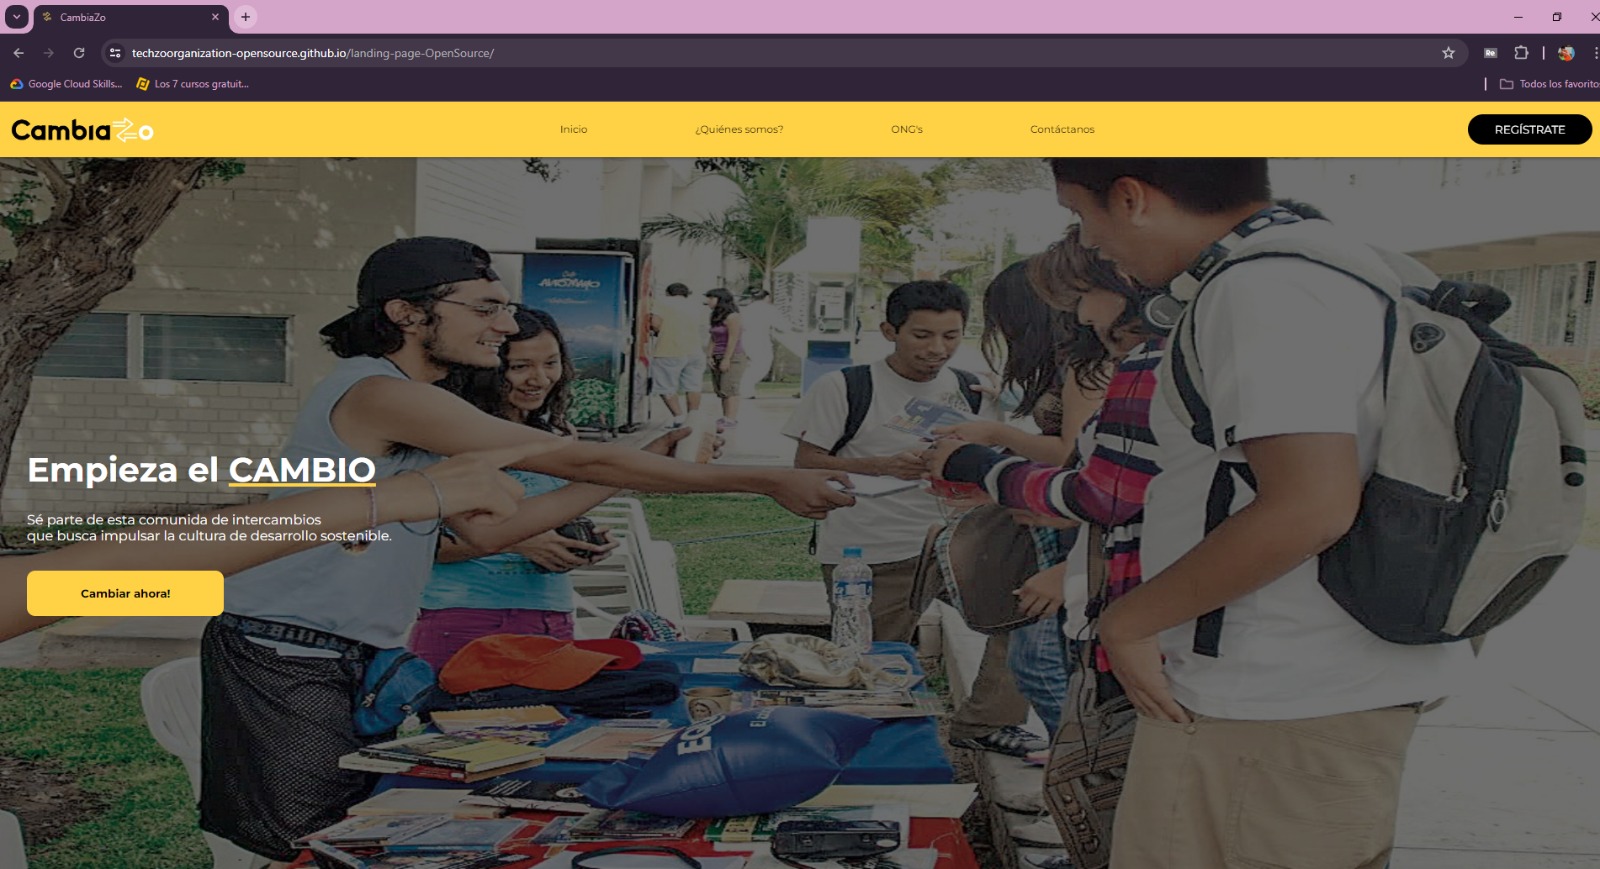 CambiaZo
techzoorganization-opensource.github.io/landing-page-OpenSource/
Google Cloud Skills...
Los 7 cursos gratuit...
Todos los favorito
CambiaZo
Inicio
¿Quiénes somos?
ONG's
Contáctanos
REGÍSTRATE
Empieza el CAMBIO
Sé parte de esta comunida de intercambios
que busca impulsar la cultura de desarrollo sostenible.
Cambiar ahora!